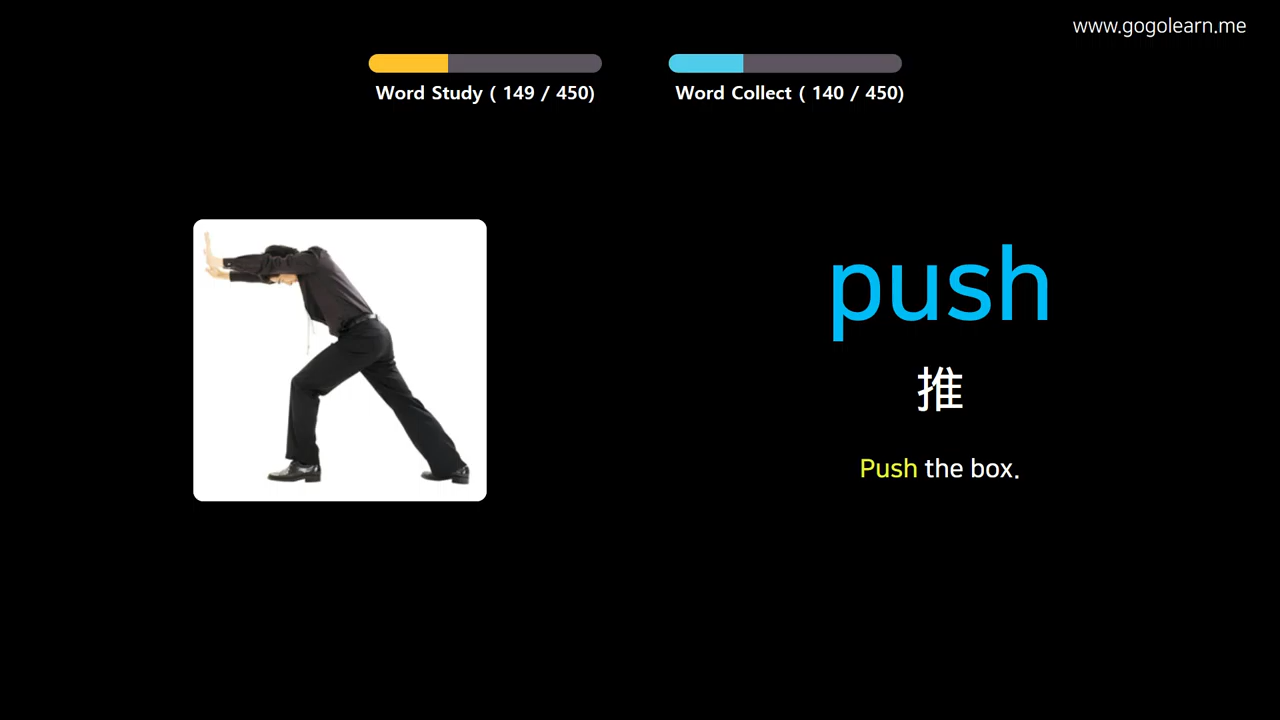 www.gogolearn.me
Word Study ( 149 / 450)
Word Collect ( 140 / 450)
push
推
Push the box.